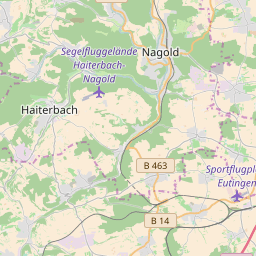 Segelfluggelände
Haiterbach-
Nagold
Nagold
Haiterbach
B 463
Sportflugpl
Eutingen
B 14